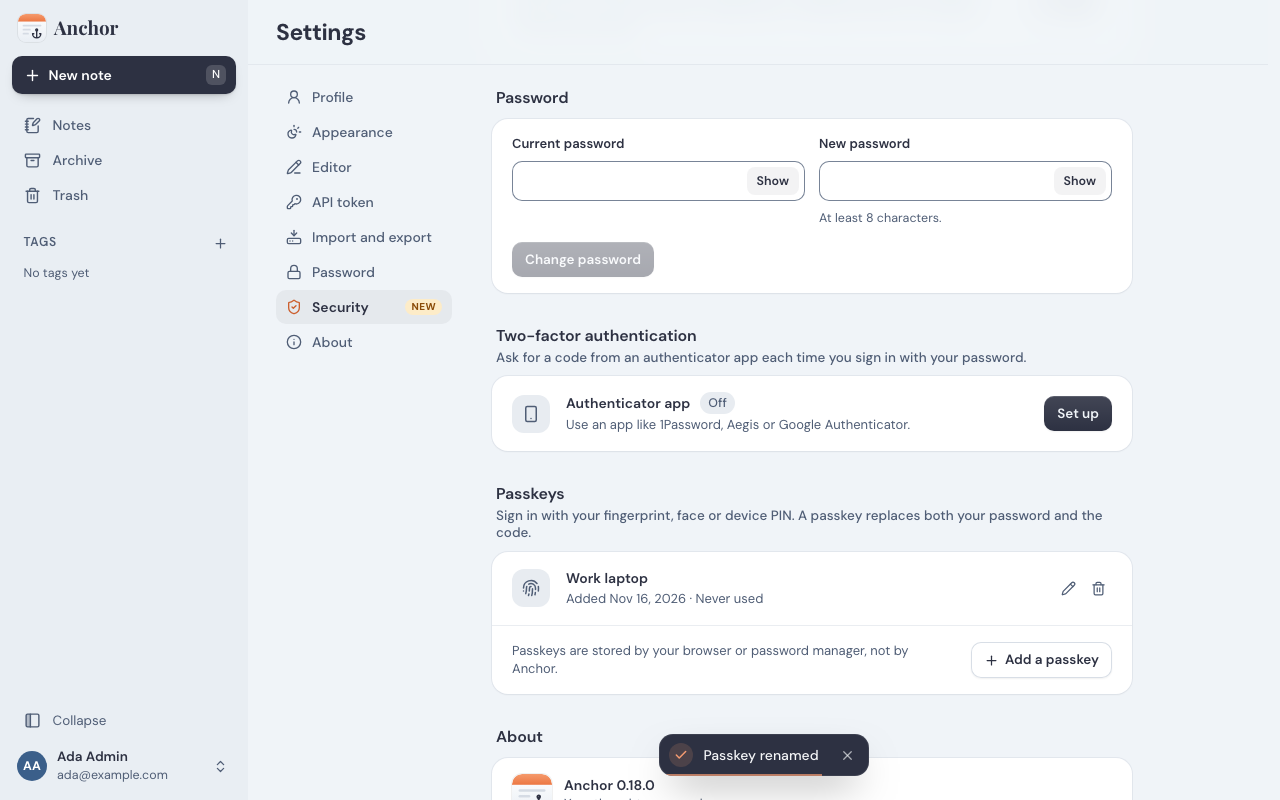 Anchor
New note
N
Notes
Archive
Trash
TAGS
No tags yet
Collapse
AA
Ada Admin
ada@example.com
Settings
Profile
Appearance
Editor
API token
Import and export
Password
Security
NEW
About
Password
Current password
Show
New password
Show
At least 8 characters.
Change password
Two-factor authentication
Ask for a code from an authenticator app each time you sign in with your password.
Authenticator app
Off
Use an app like 1Password, Aegis or Google Authenticator.
Set up
Passkeys
Sign in with your fingerprint, face or device PIN. A passkey replaces both your password and the
code.
Work laptop
Added Nov 16, 2026 · Never used
Passkeys are stored by your browser or password manager, not by
Anchor.
Add a passkey
About
Anchor 0.18.0
Passkey renamed